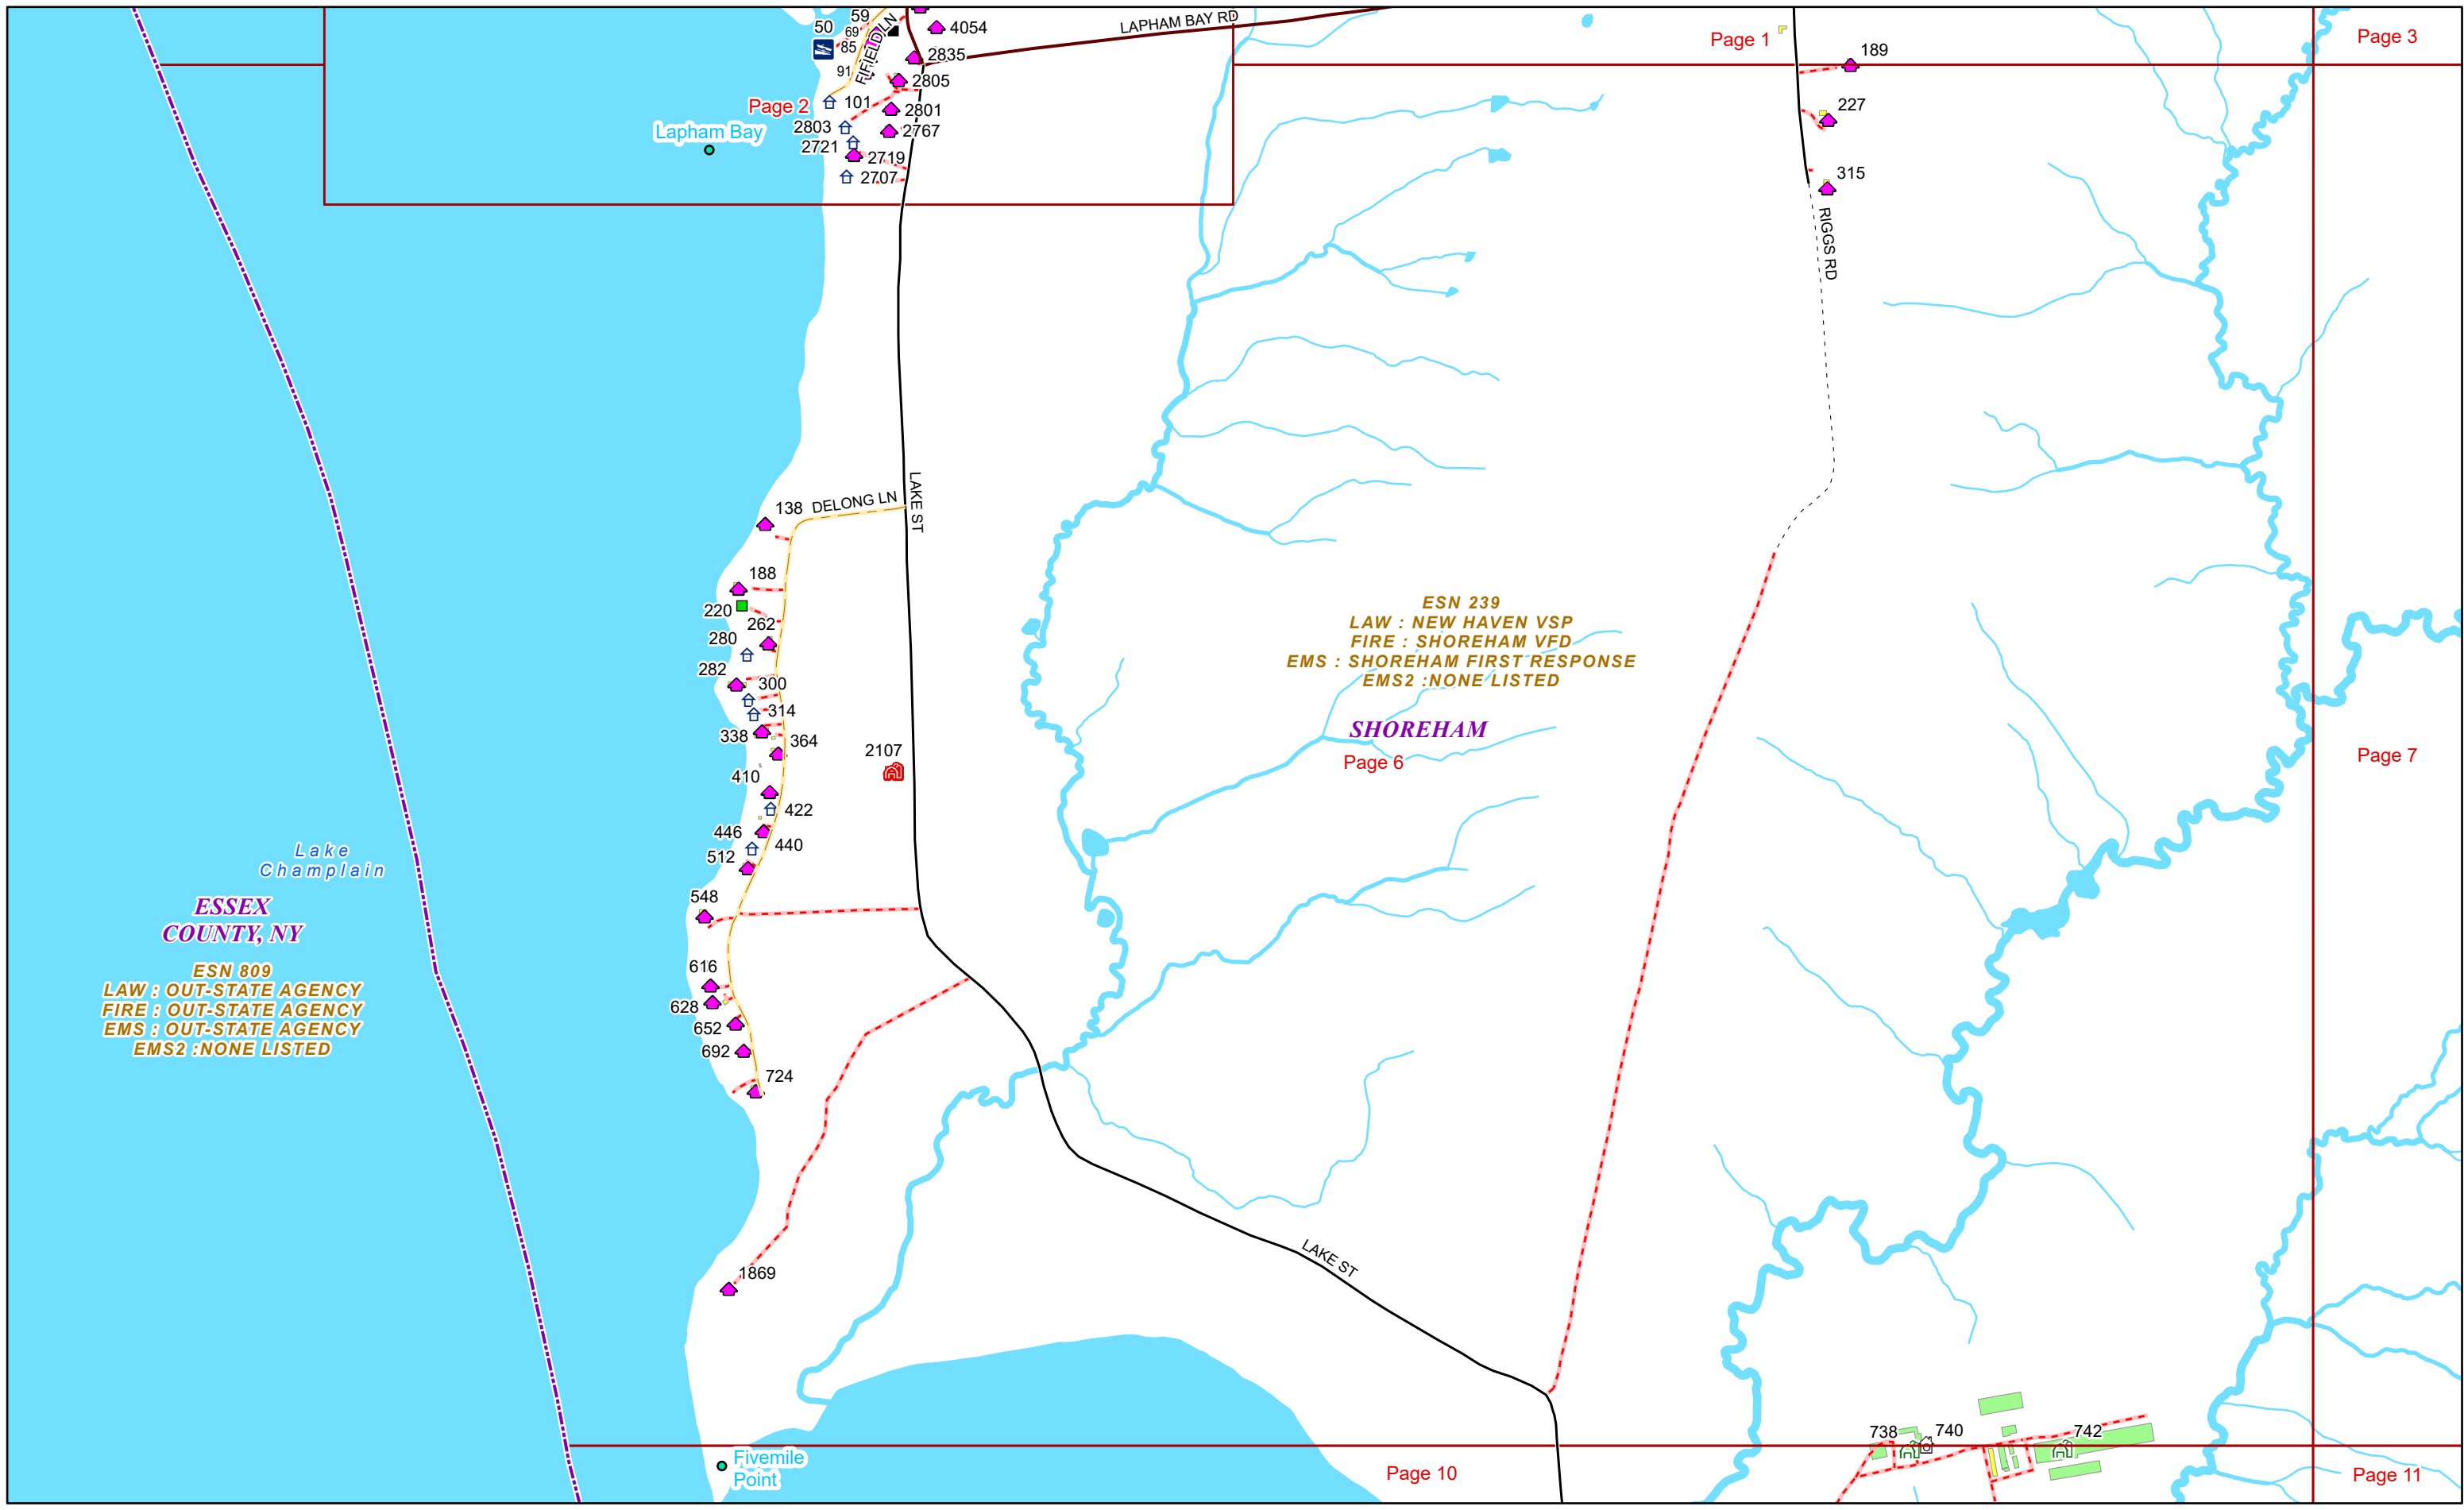 59
50
69
85
91
FIFIELD LN
4054
LAPHAM BAY RD
2835
2805
Page 1
189
Page 3
Page 2
101
2801
227
Lapham Bay
2803
2767
2721
2719
2707
315
RIGGS RD
LAKE ST
138
DELONG LN
188
220
262
280
282
300
314
338
364
2107
410
422
446
440
512
548
616
628
652
692
724
1869
ESN 239
LAW : NEW HAVEN VSP
FIRE : SHOREHAM VFD
EMS : SHOREHAM FIRST RESPONSE
EMS2 :NONE LISTED
SHOREHAM
Page 6
Page 7
Lake
Champlain
ESSEX
COUNTY, NY
ESN 809
LAW : OUT-STATE AGENCY
FIRE : OUT-STATE AGENCY
EMS : OUT-STATE AGENCY
EMS2 :NONE LISTED
LAKE ST
738
740
742
Fivemile
Point
Page 10
Page 11